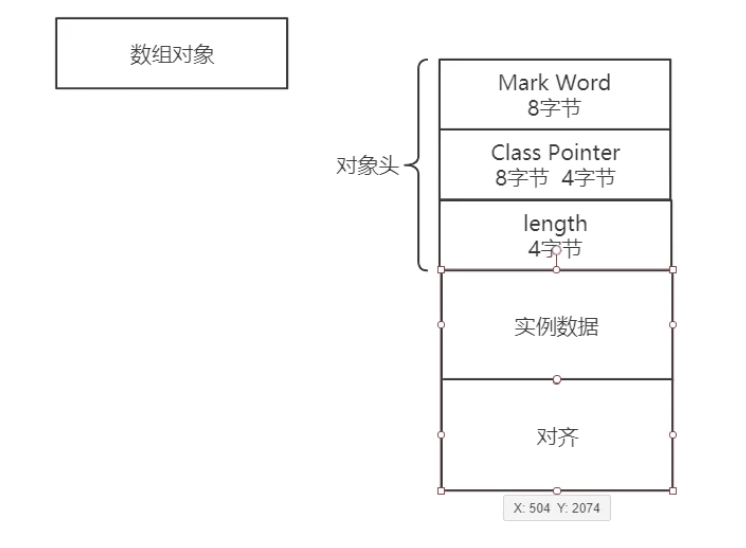 数组对象
Mark Word
8字节
对象头
Class Pointer
8字节 4字节
length
4字节
实例数据
对齐
X: 504 Y: 2074